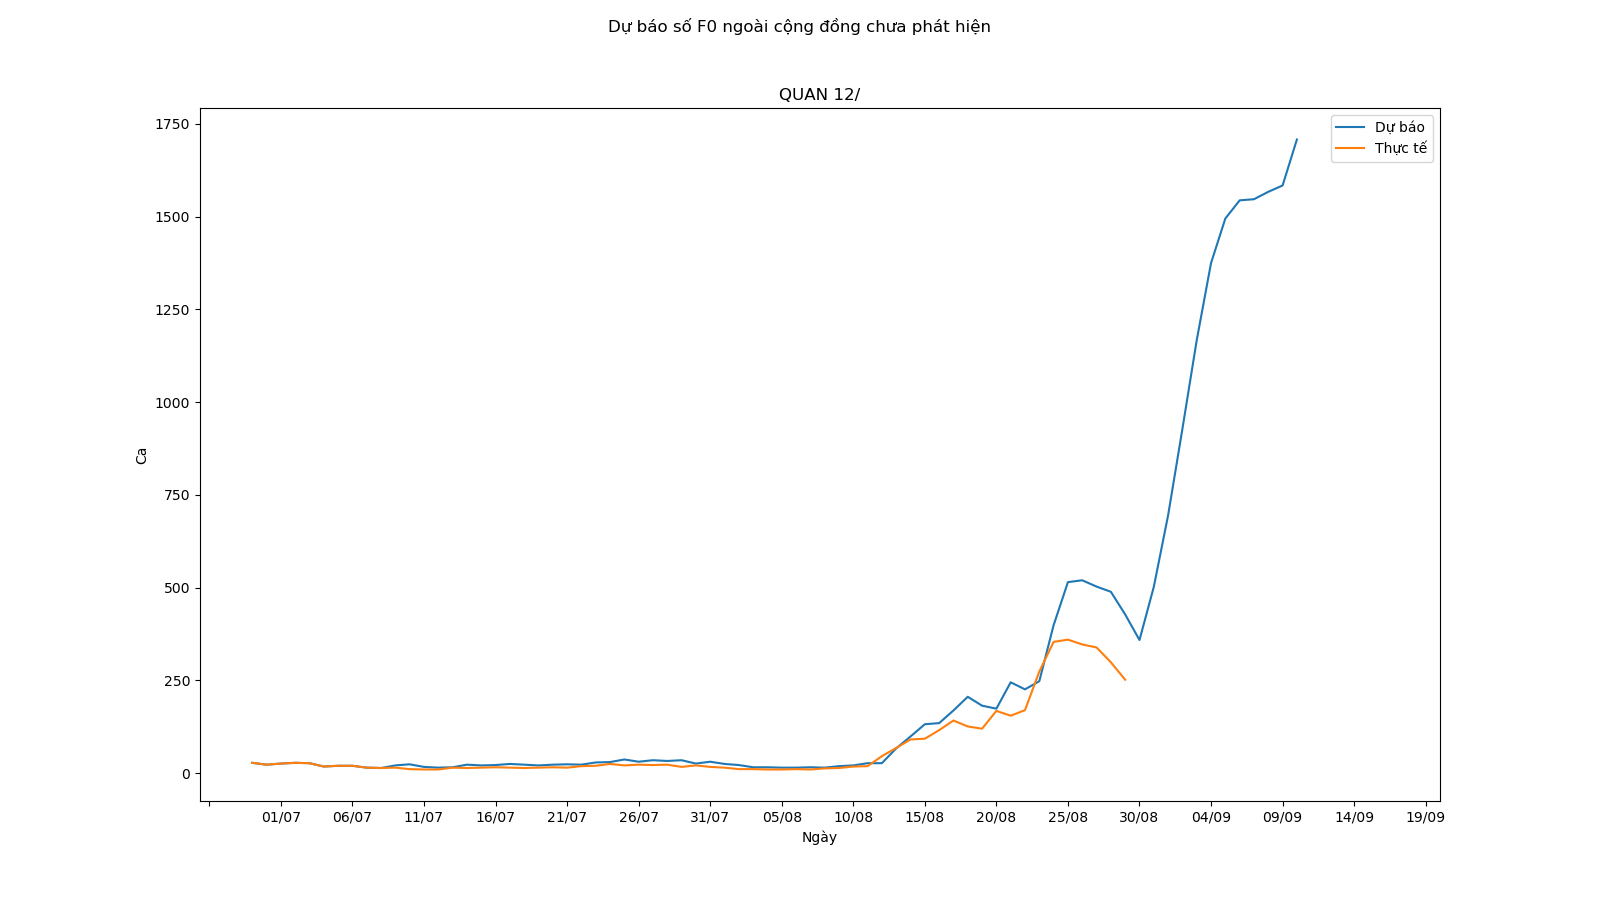 Dự báo số F0 ngoài cộng đồng chưa phát hiện
QUAN 12/
Dự báo
Thực tế
1750
1500
1250
1000
750
500
250
0
Ca
01/07 06/07 11/07 16/07 21/07 26/07 31/07 05/08 10/08 15/08 20/08 25/08 30/08 04/09 09/09 14/09 19/09
Ngày